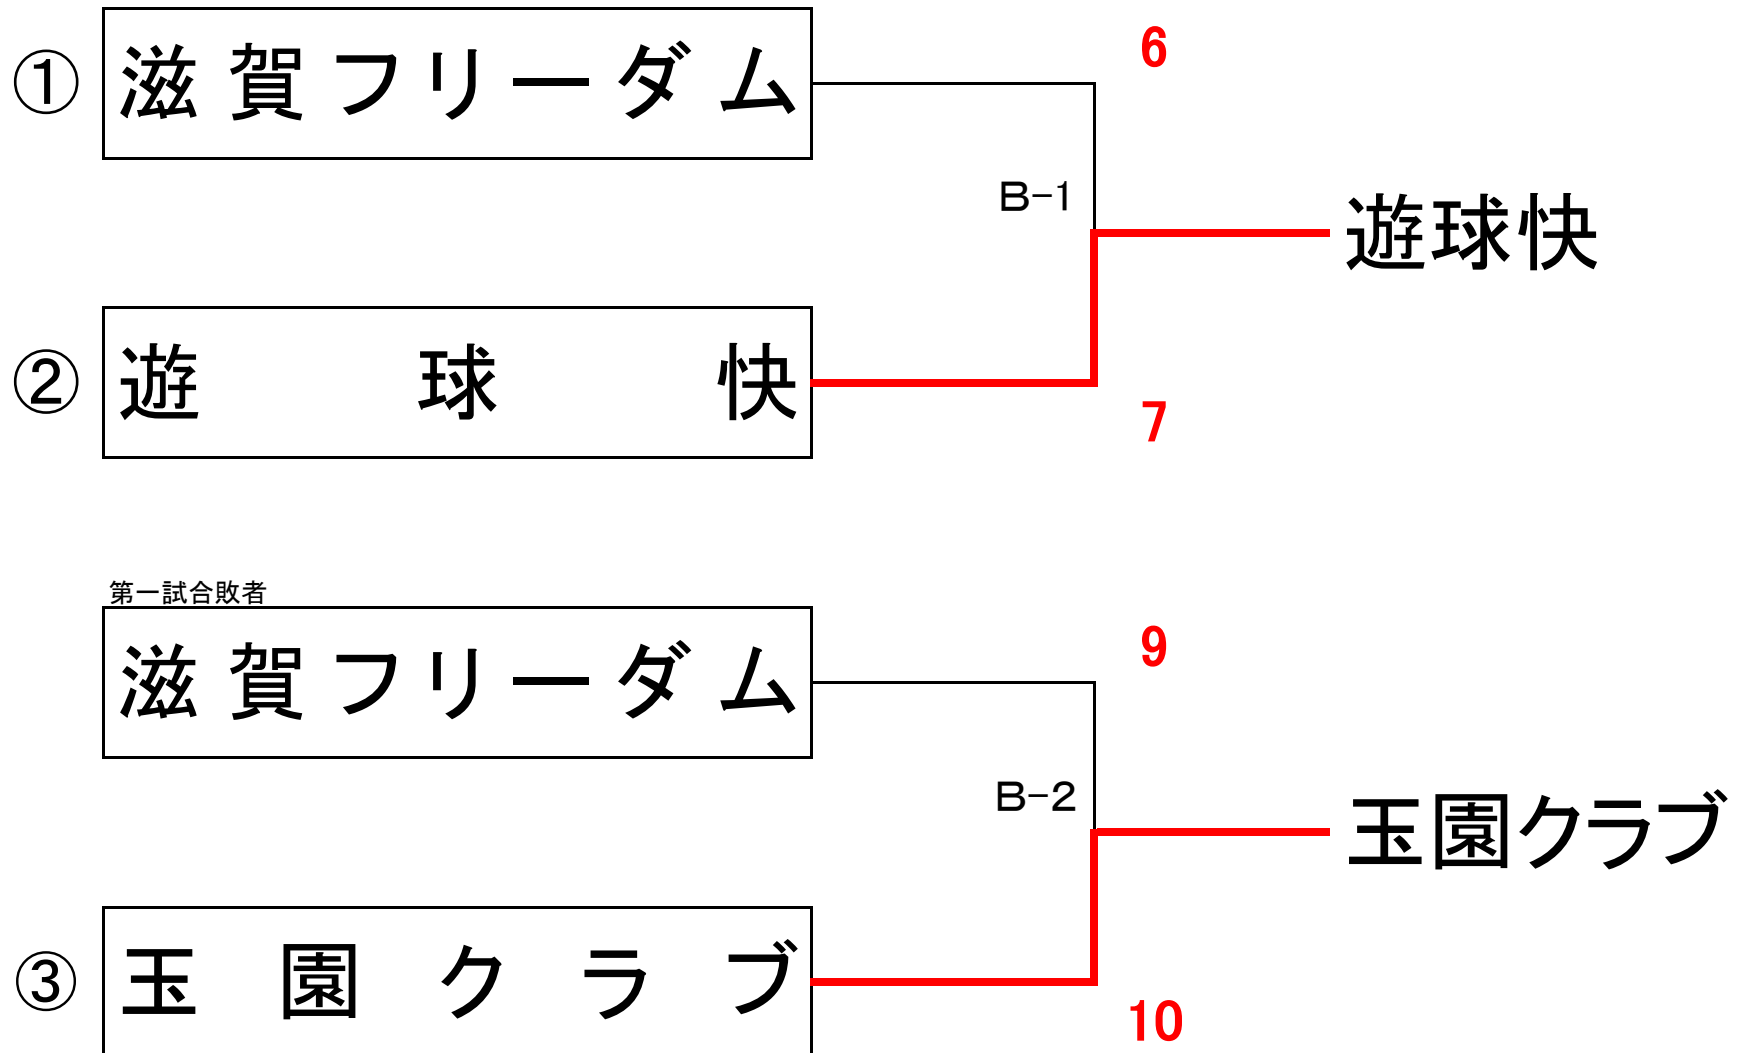 ① 滋賀フリーダム
6
B-1
遊球快
② 遊球快
7
第一試合敗者
滋賀フリーダム
9
B-2
玉園クラブ
③ 玉園クラブ
10